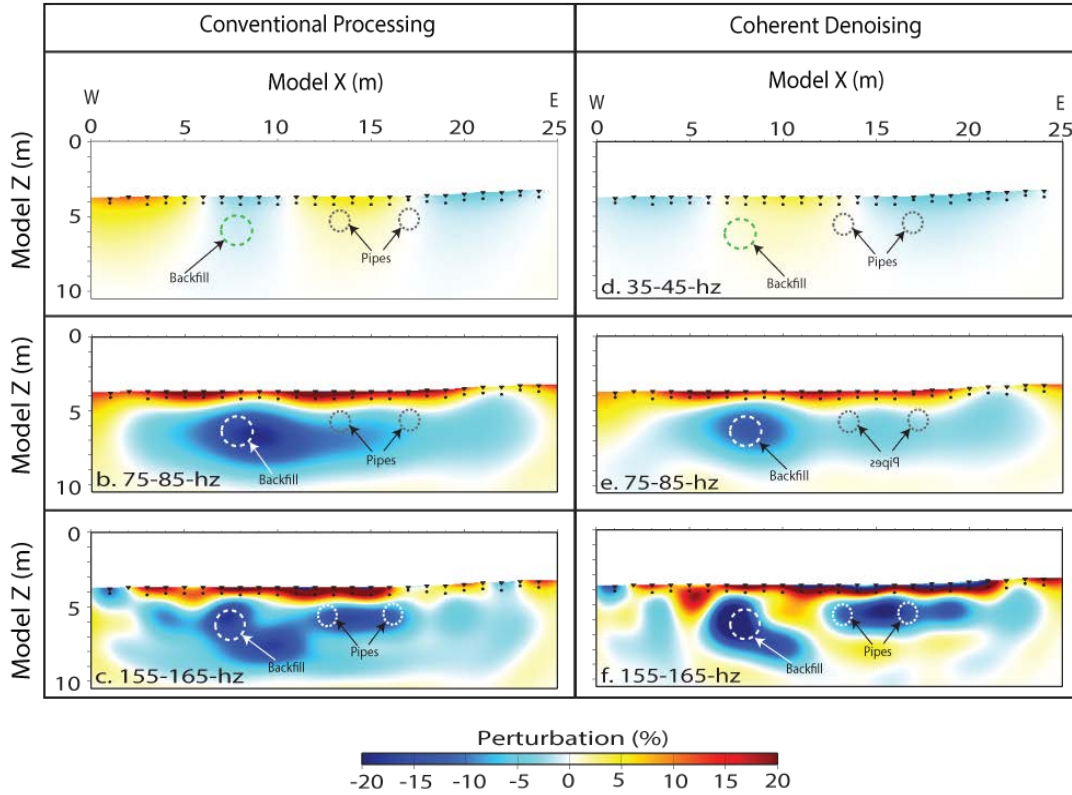 Conventional Processing
Coherent Denoising
Model X (m)
Model X (m)
W E
W E
0 5 10 15 20 25
0 5 10 15 20 25
Model Z (m)
0
5
10
Backfill
Pipes
Backfill
Pipes
d. 35-45-hz
Model Z (m)
0
5
10
Backfill
Pipes
b. 75-85-hz
Backfill
Pipes
e. 75-85-hz
Model Z (m)
0
5
10
Backfill
Pipes
c. 155-165-hz
Backfill
Pipes
f. 155-165-hz
Perturbation (%)
-20 -15 -10 -5 0 5 10 15 20